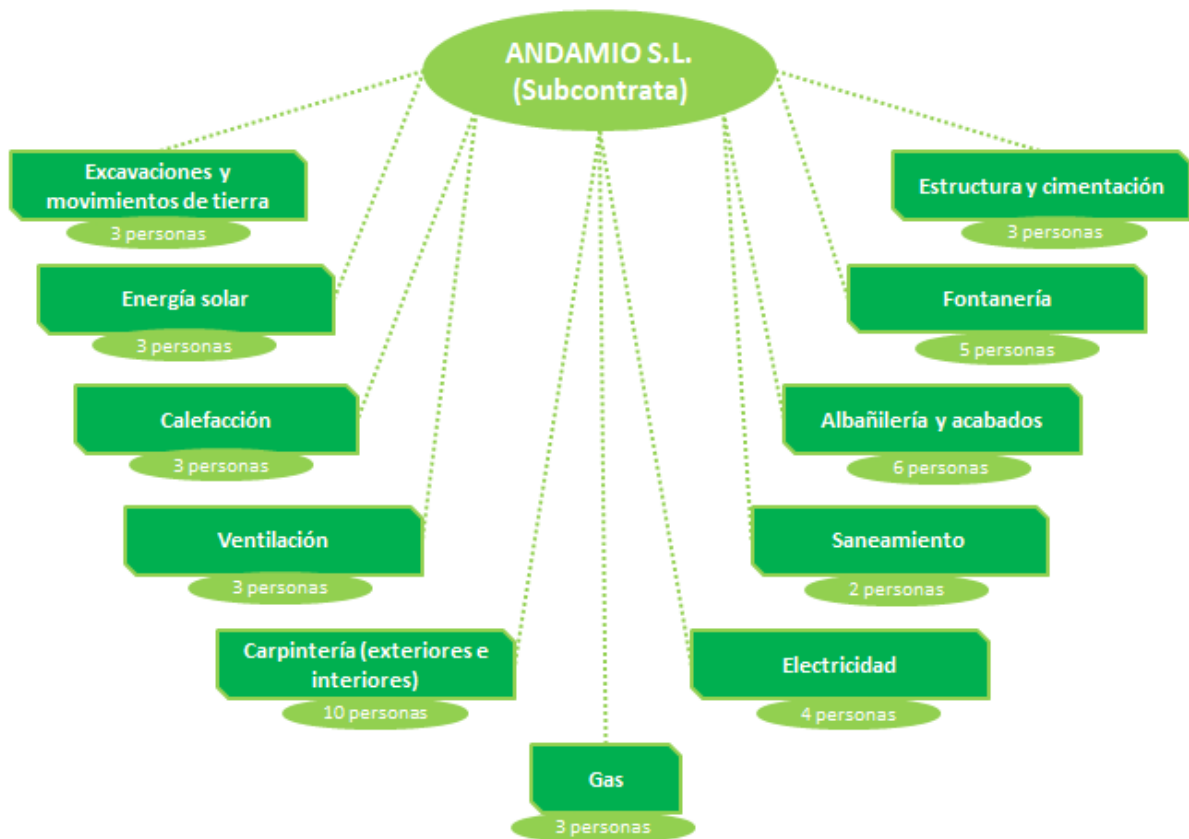 ANDAMIO S.L.
(Subcontrata)
Excavaciones y
movimientos de tierra
3 personas
Estructura y cimentación
3 personas
Energía solar
3 personas
Fontanería
5 personas
Calefacción
3 personas
Albañilería y acabados
6 personas
Ventilación
3 personas
Saneamiento
2 personas
Carpintería (exteriores e
interiores)
10 personas
Electricidad
4 personas
Gas
3 personas